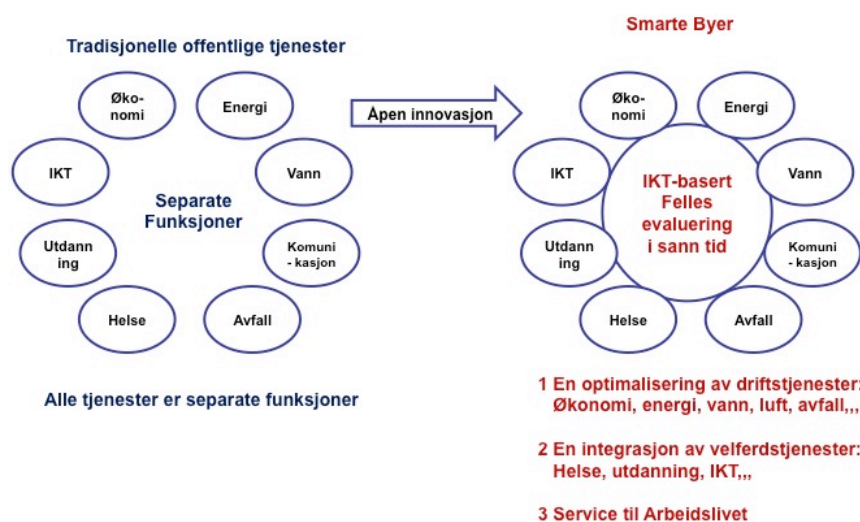 Smarte Byer
Tradisjonelle offentlige tjenester
Øko-
nomi
Energi
IKT
Vann
Separate
Funksjoner
Utdann
ing
Komuni
- kasjon
Helse
Avfall
Alle tjenester er separate funksjoner
Åpen innovasjon
Øko-
nomi
Energi
IKT
Vann
IKT-basert
Felles
evaluering
i sann tid
Utdann
ing
Komuni
- kasjon
Helse
Avfall
1 En optimalisering av driftstjenester:
Økonomi, energi, vann, luft, avfall,,,
2 En integrasjon av velferdstjenester:
Helse, utdanning, IKT,,,
3 Service til Arbeidslivet